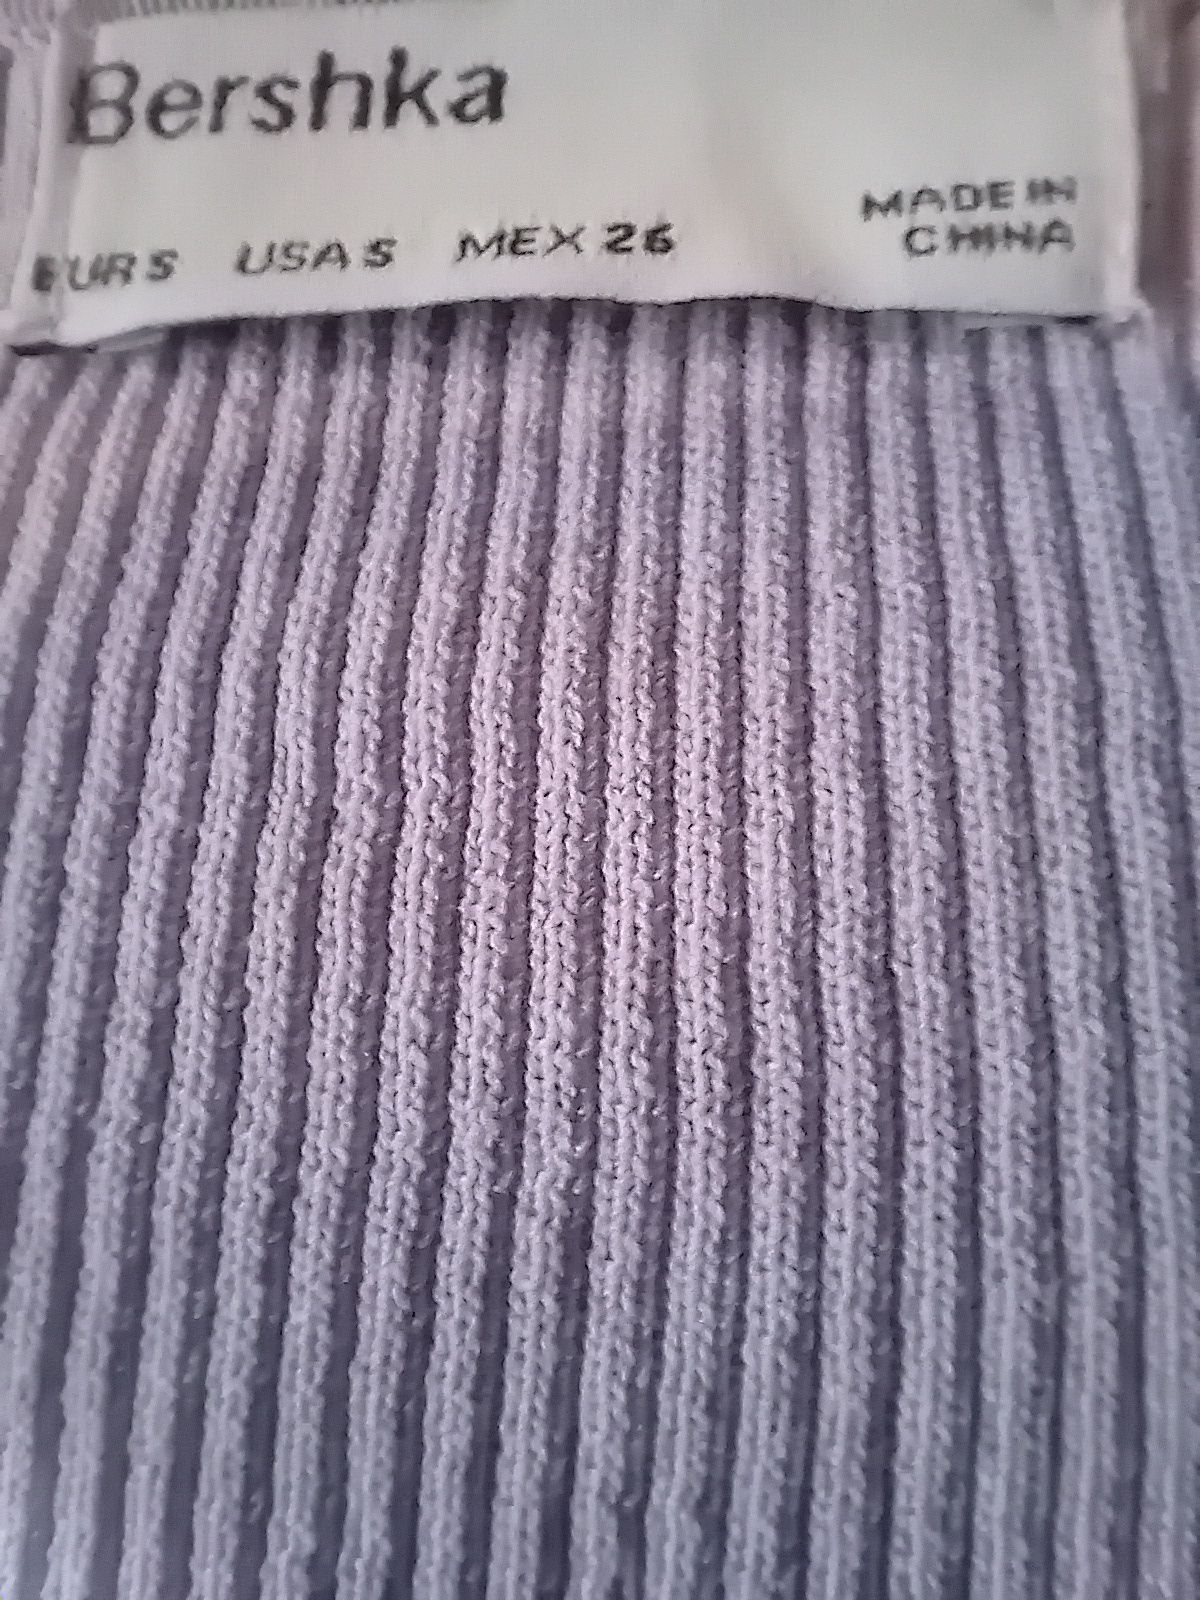 Bershka
EUR S USA S MEX 26
MADE IN
CHINA